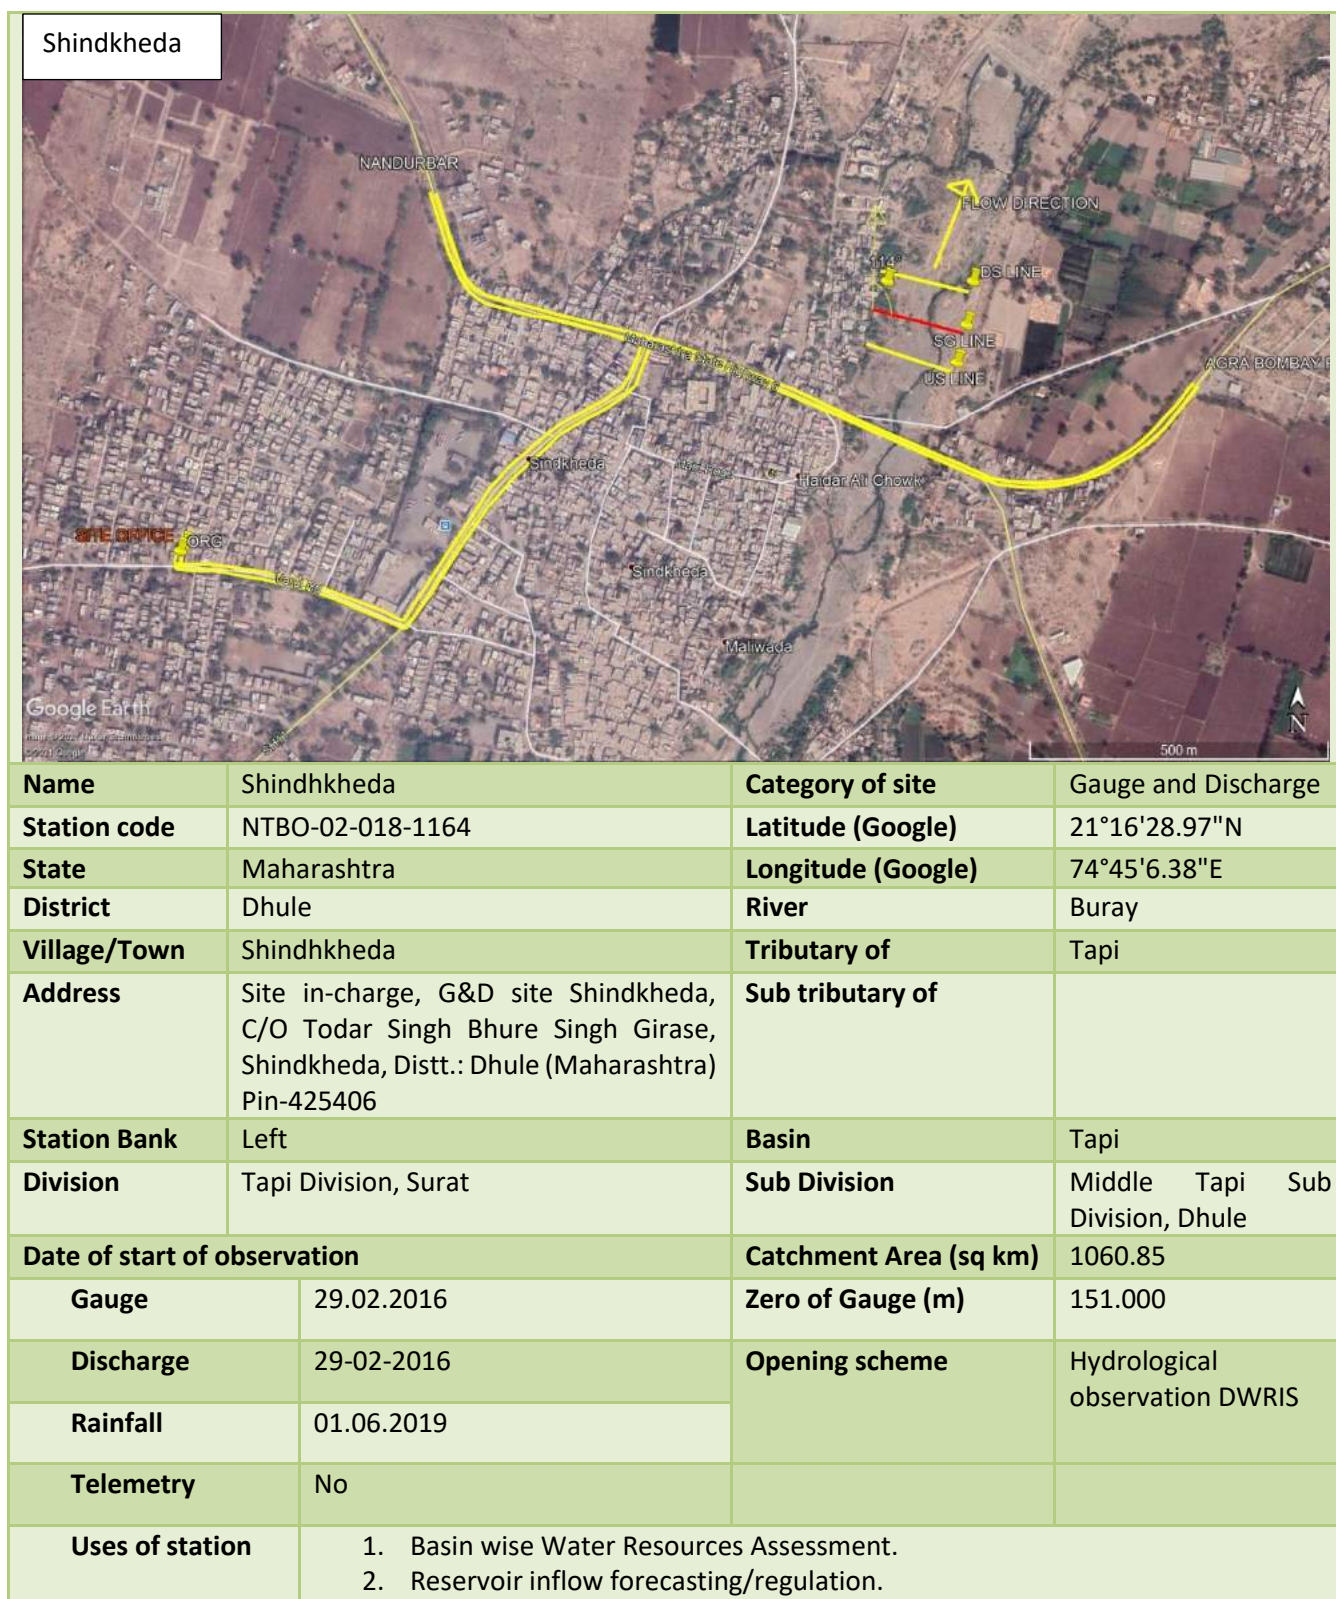 Shindkheda
NANDURBAR
FLOW DIRECTION
114°
DS LINE
SG LINE
US LINE
AGRA BOMBAY
Maharashtra State Highway 6
Sindkheda
Haidar Ali Chowk
SITE OFFICE
ORG
Sindkheda
Maliwada
Google Earth
N
500 m
Name Shindhkheda Category of site Gauge and Discharge
Station code NTBO-02-018-1164 Latitude (Google) 21°16'28.97"N
State Maharashtra Longitude (Google) 74°45'6.38"E
District Dhule River Buray
Village/Town Shindhkheda Tributary of Tapi
Address Site in-charge, G&D site Shindkheda, Sub tributary of
C/O Todar Singh Bhure Singh Girase,
Shindkheda, Distt.: Dhule (Maharashtra)
Pin-425406
Station Bank Left Basin Tapi
Division Tapi Division, Surat Sub Division Middle Tapi Sub
Division, Dhule
Date of start of observation Catchment Area (sq km) 1060.85
Gauge 29.02.2016 Zero of Gauge (m) 151.000
Discharge 29-02-2016 Opening scheme Hydrological
observation DWRIS
Rainfall 01.06.2019
Telemetry No
Uses of station 1. Basin wise Water Resources Assessment.
2. Reservoir inflow forecasting/regulation.